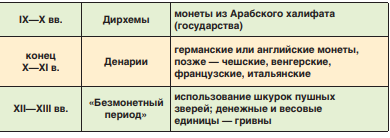 IX—X вв.
Дирхемы
монеты из Арабского халифата
(государства)
конец
X—XI в.
Денарии
германские или английские монеты,
позже — чешские, венгерские,
французские, итальянские
XII—XIII вв.
«Безмонетный
период»
использование шкурок пушных
зверей; денежные и весовые
единицы — гривны